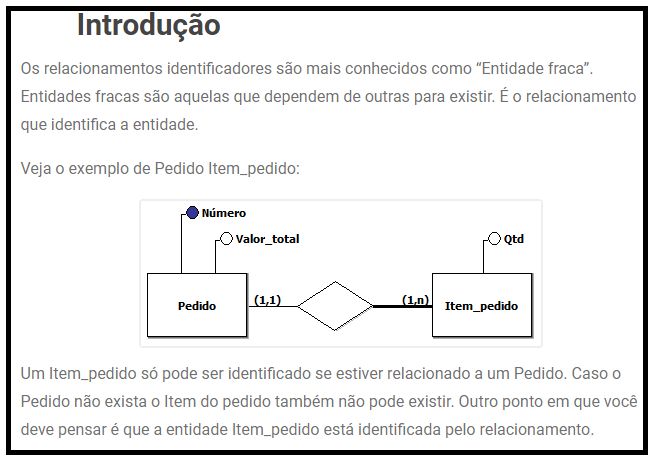 Introdução
Os relacionamentos identificadores são mais conhecidos como “Entidade fraca”.
Entidades fracas são aquelas que dependem de outras para existir. É o relacionamento
que identifica a entidade.
Veja o exemplo de Pedido Item_pedido:
Número
Valor_total
Qtd
Pedido
(1,1)
(1,n)
Item_pedido
Um Item_pedido só pode ser identificado se estiver relacionado a um Pedido. Caso o
Pedido não exista o Item do pedido também não pode existir. Outro ponto em que você
deve pensar é que a entidade Item_pedido está identificada pelo relacionamento.